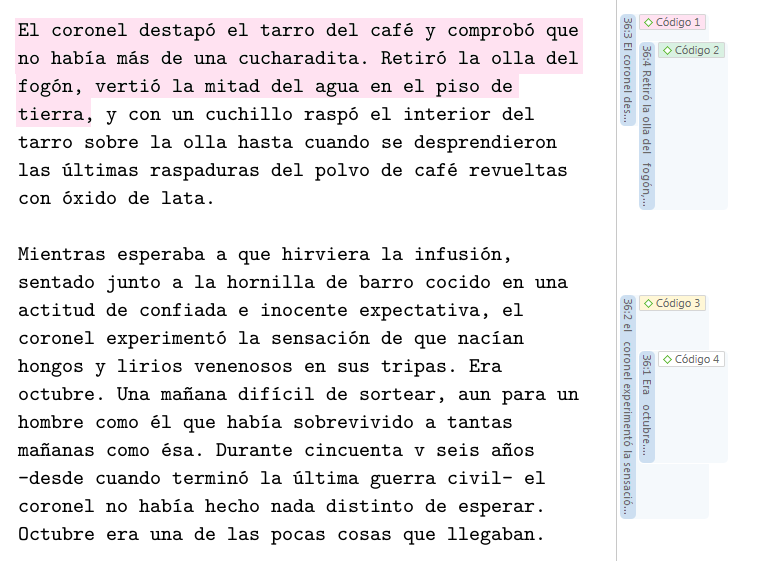 El coronel destapó el tarro del café y comprobó que
no había más de una cucharadita. Retiró la olla del
fogón, vertió la mitad del agua en el piso de
tierra, y con un cuchillo raspó el interior del
tarro sobre la olla hasta cuando se desprendieron
las últimas raspaduras del polvo de café revueltas
con óxido de lata.
Mientras esperaba a que hirviera la infusión,
sentado junto a la hornilla de barro cocido en una
actitud de confiada e inocente expectativa, el
coronel experimentó la sensación de que nacían
hongos y lirios venenosos en sus tripas. Era
octubre. Una mañana difícil de sortear, aun para un
hombre como él que había sobrevivido a tantas
mañanas como ésa. Durante cincuenta v seis años
–desde cuando terminó la última guerra civil– el
coronel no había hecho nada distinto de esperar.
Octubre era una de las pocas cosas que llegaban.
36:3 El coronel des...
Código 1
36:4 Retiró la olla del fogón,...
Código 2
36:2 el coronel experimentó la sensació...
Código 3
36:1 Era octubre....
Código 4